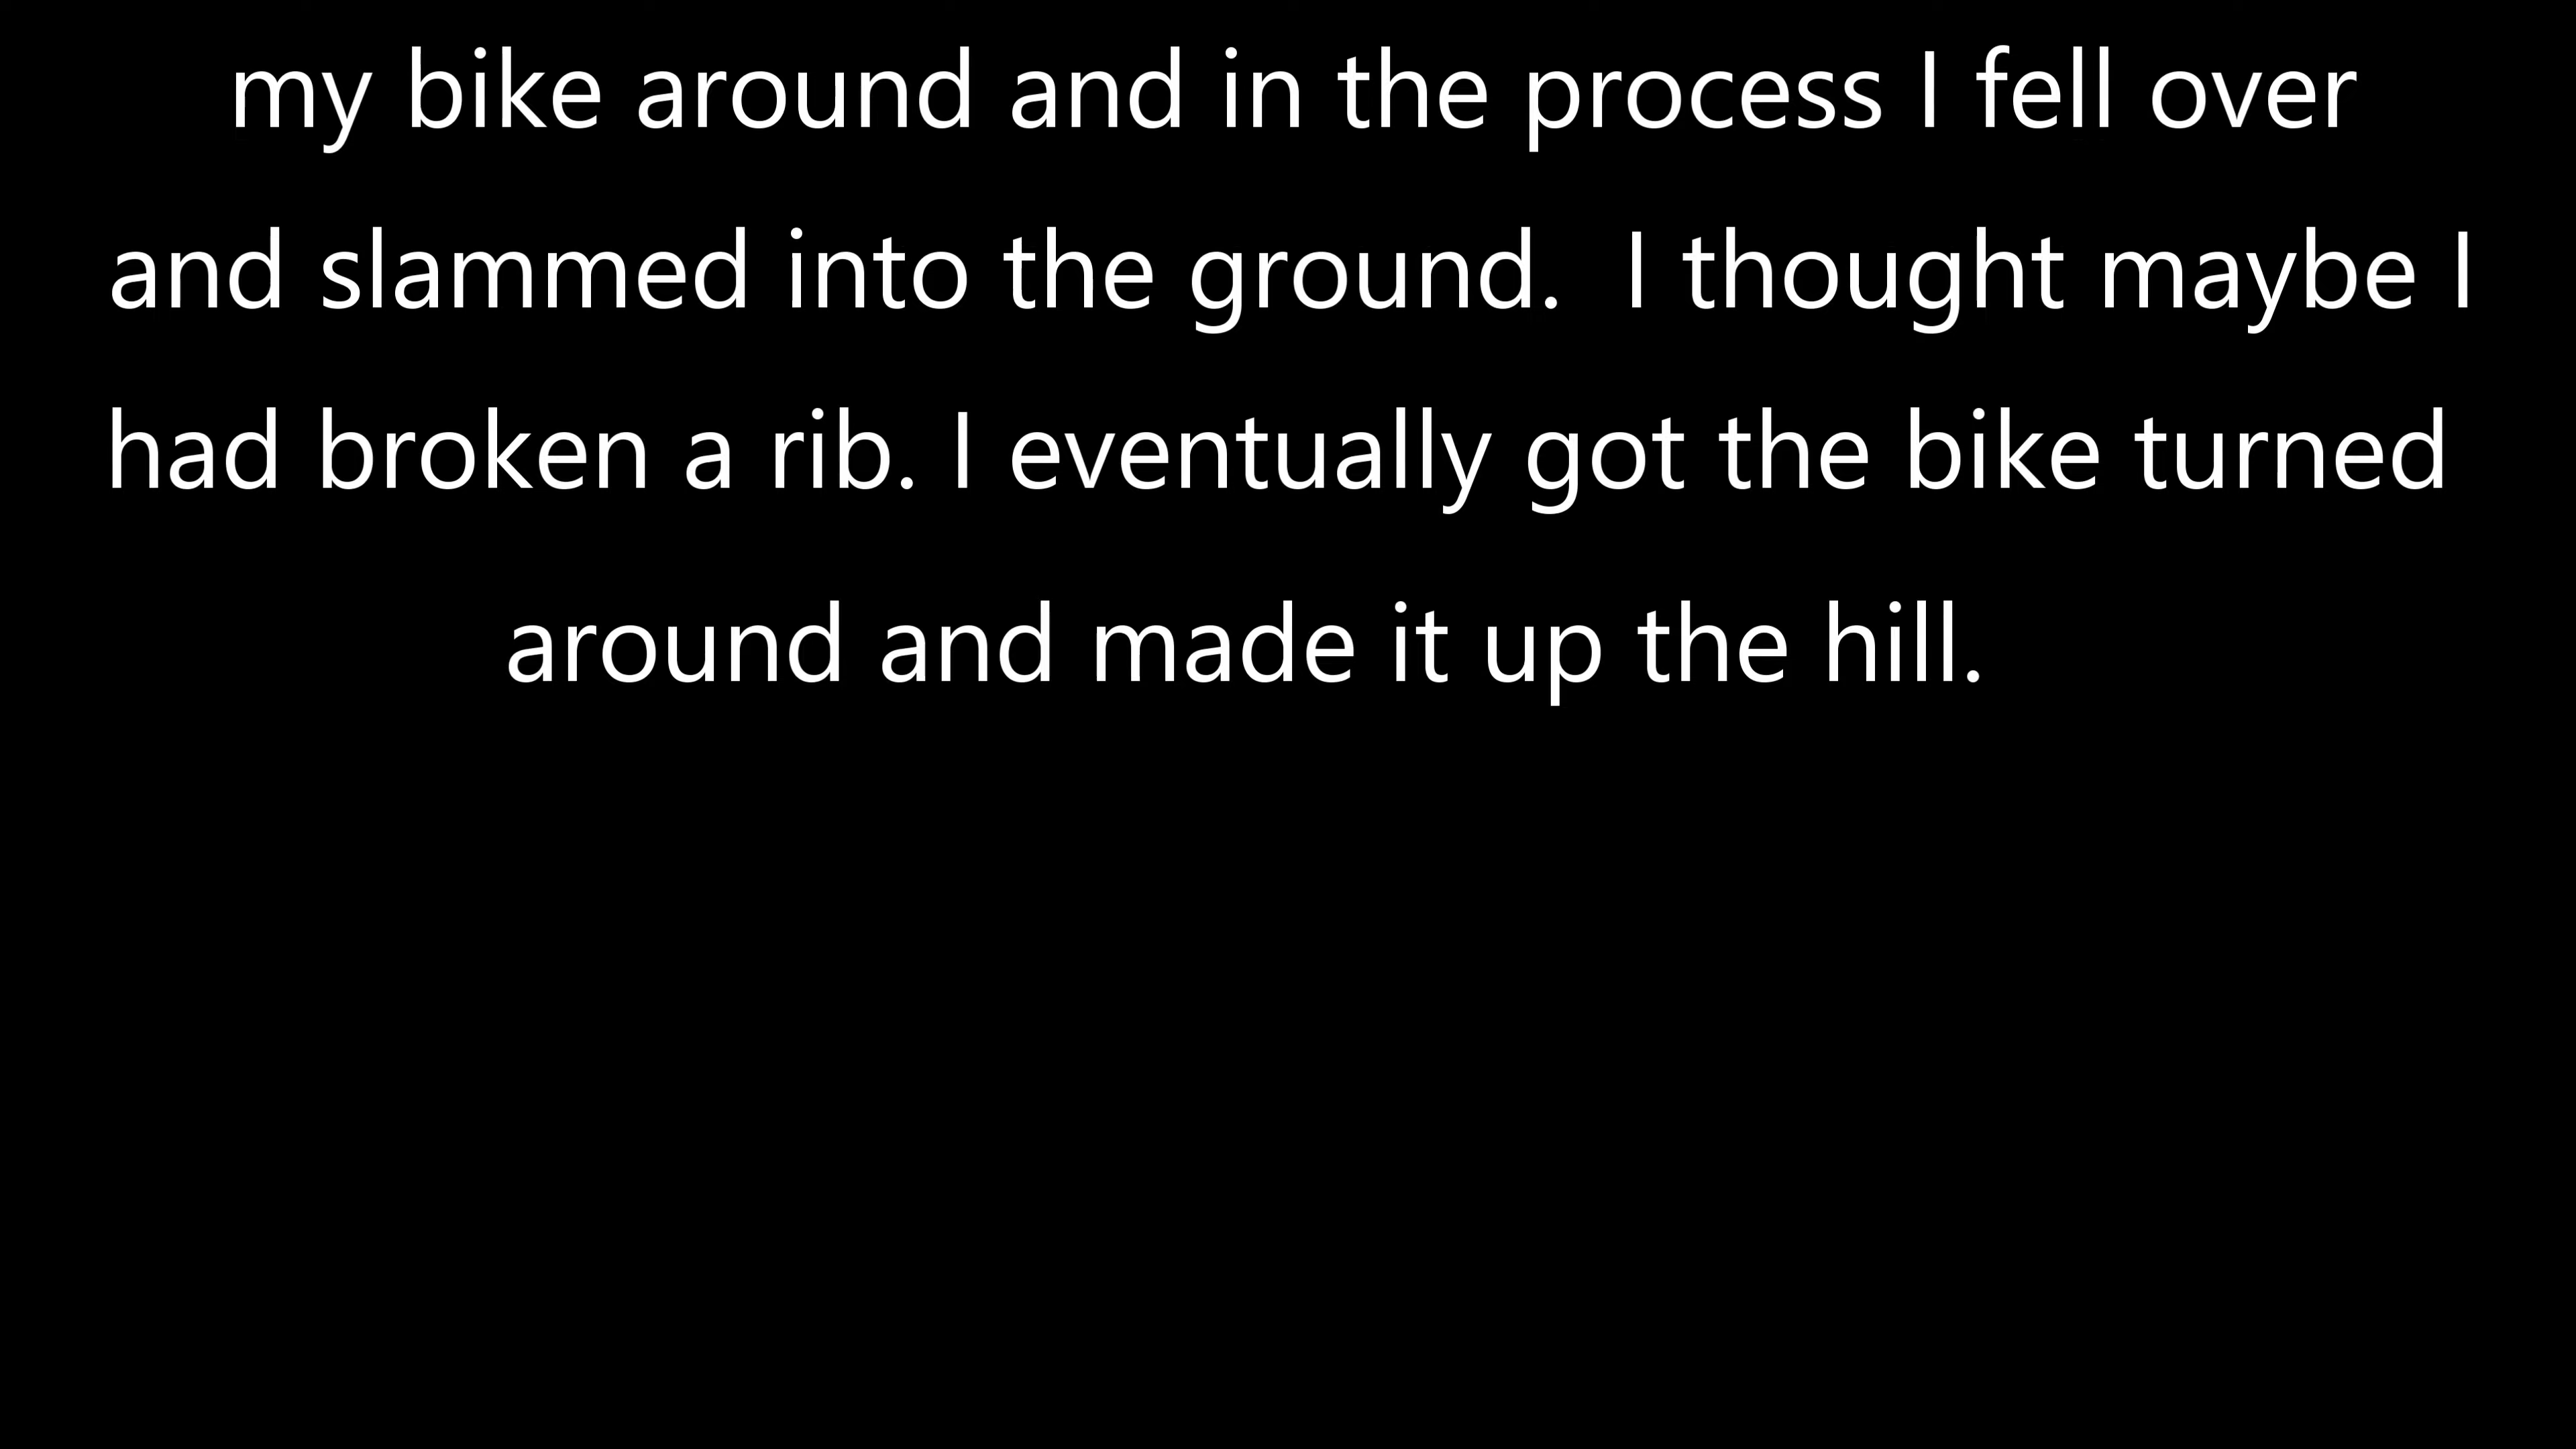 my bike around and in the process I fell over
and slammed into the ground.  I thought maybe I
had broken a rib. I eventually got the bike turned
around and made it up the hill.